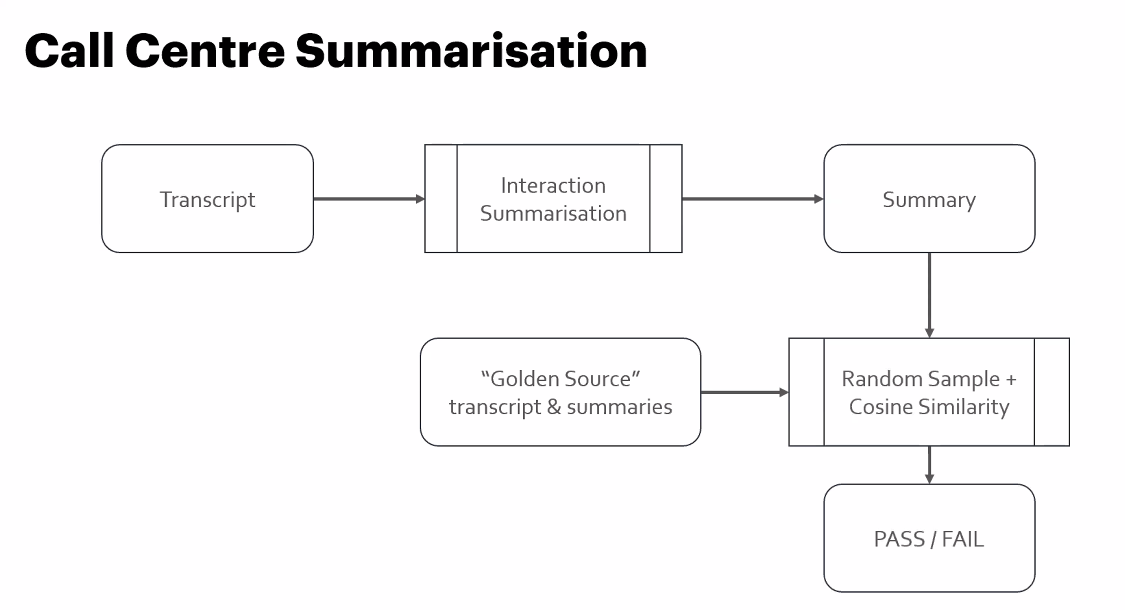 Call Centre Summarisation
Transcript
Interaction
Summarisation
Summary
“Golden Source”
transcript & summaries
Random Sample +
Cosine Similarity
PASS / FAIL